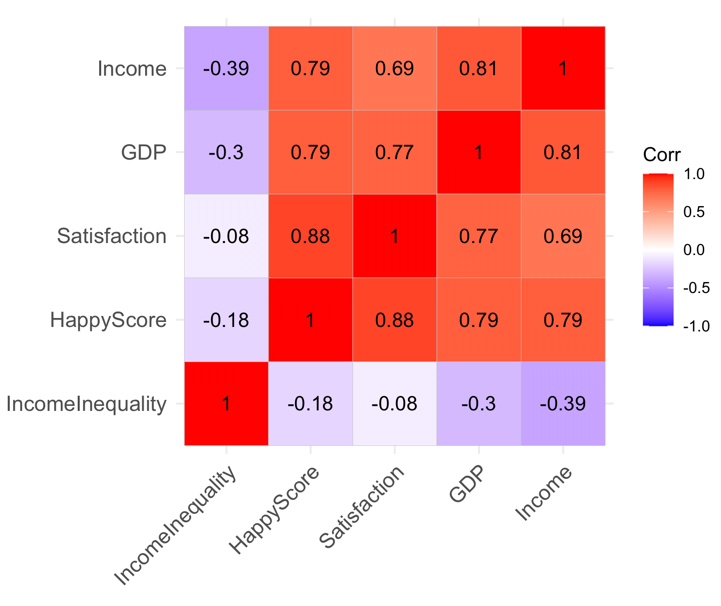 Income -0.39 0.79 0.69 0.81 1
GDP -0.3 0.79 0.77 1 0.81
Satisfaction -0.08 0.88 1 0.77 0.69
HappyScore -0.18 1 0.88 0.79 0.79
IncomeInequality 1 -0.18 -0.08 -0.3 -0.39
IncomeInequality HappyScore Satisfaction GDP Income
Corr
1.0
0.5
0.0
-0.5
-1.0